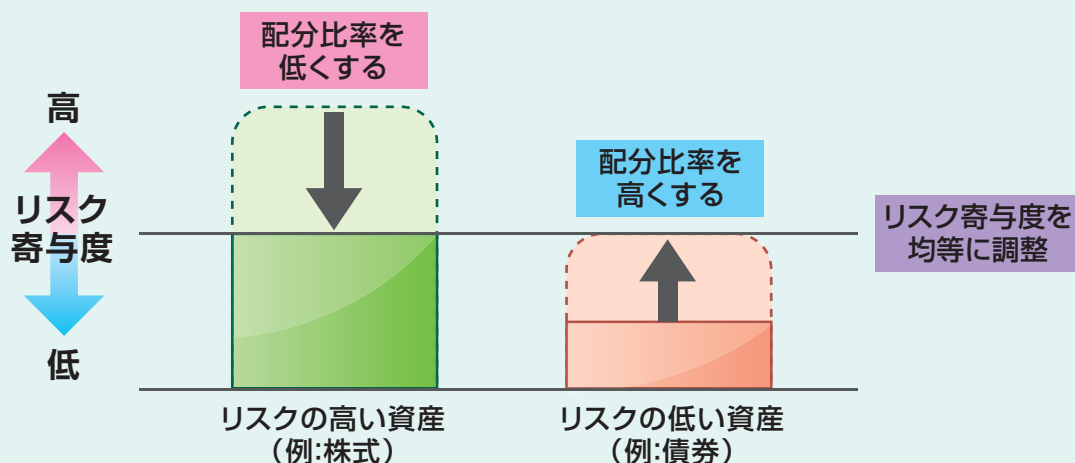 配分比率を
低くする
高
リスク
寄与度
低
配分比率を
高くする
リスク寄与度を
均等に調整
リスクの高い資産
（例:株式）
リスクの低い資産
（例:債券）